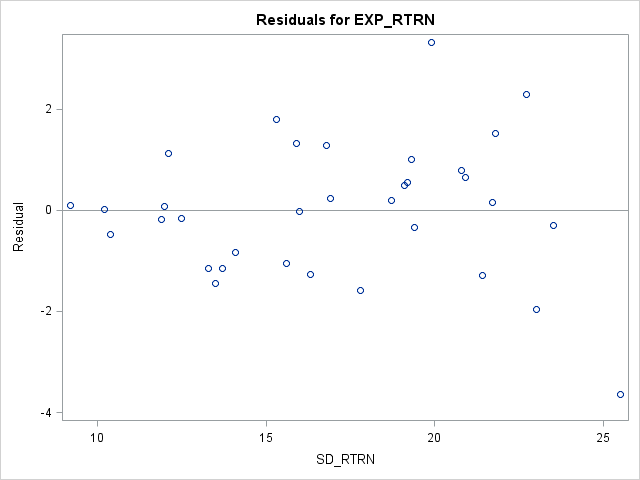 Residuals for EXP_RTRN
2
0
-2
-4
Residual
10 15 20 25
SD_RTRN